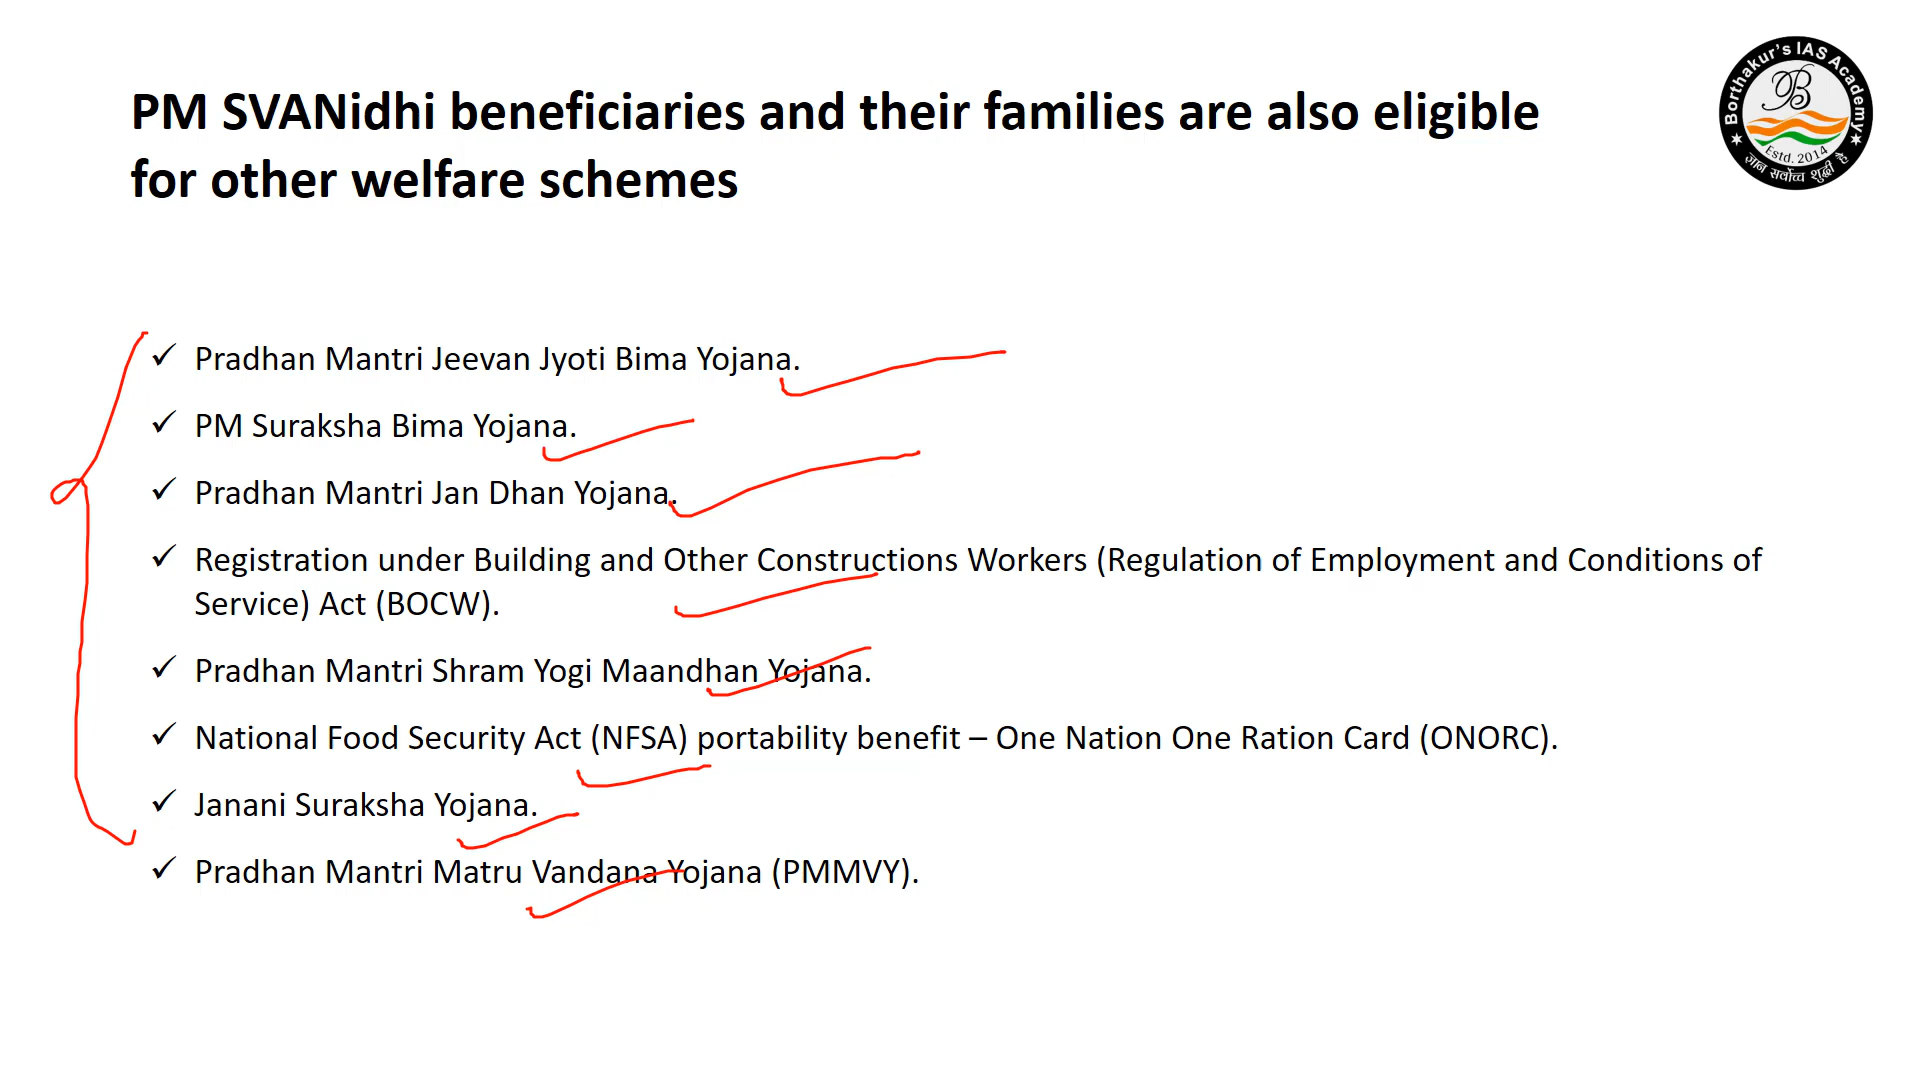 PM SVANidhi beneficiaries and their families are also eligible
for other welfare schemes
Borthakur's IAS Academy
B
Estd. 2014
ज्ञान सर्वोच्च शुद्धी है
✓ Pradhan Mantri Jeevan Jyoti Bima Yojana.
✓ PM Suraksha Bima Yojana.
✓ Pradhan Mantri Jan Dhan Yojana.
✓ Registration under Building and Other Constructions Workers (Regulation of Employment and Conditions of
Service) Act (BOCW).
✓ Pradhan Mantri Shram Yogi Maandhan Yojana.
✓ National Food Security Act (NFSA) portability benefit – One Nation One Ration Card (ONORC).
✓ Janani Suraksha Yojana.
✓ Pradhan Mantri Matru Vandana Yojana (PMMVY).